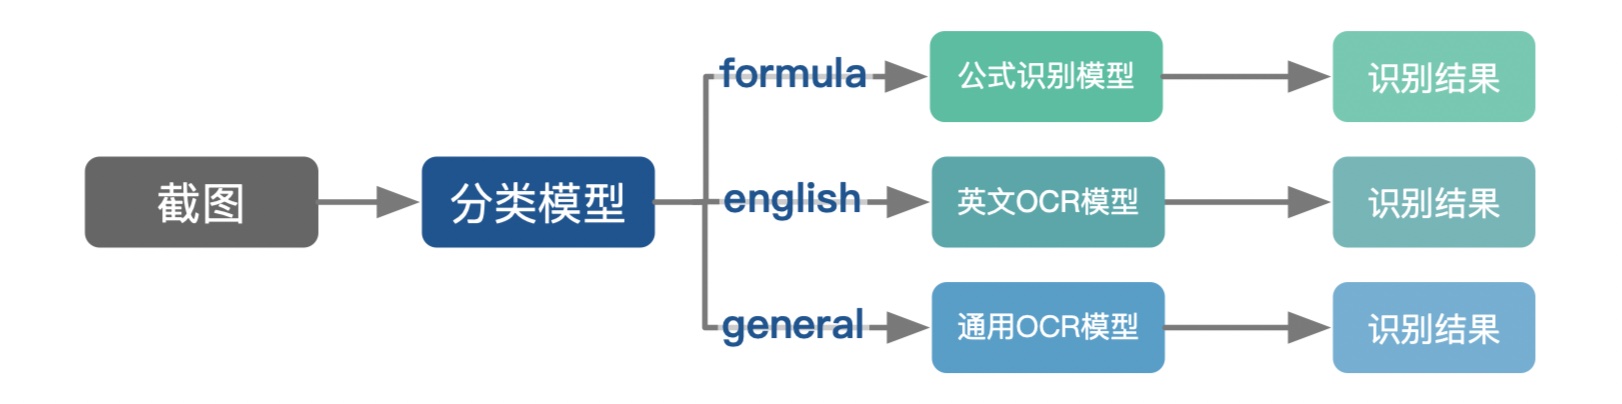 截图
分类模型
formula
公式识别模型
识别结果
english
英文OCR模型
识别结果
general
通用OCR模型
识别结果